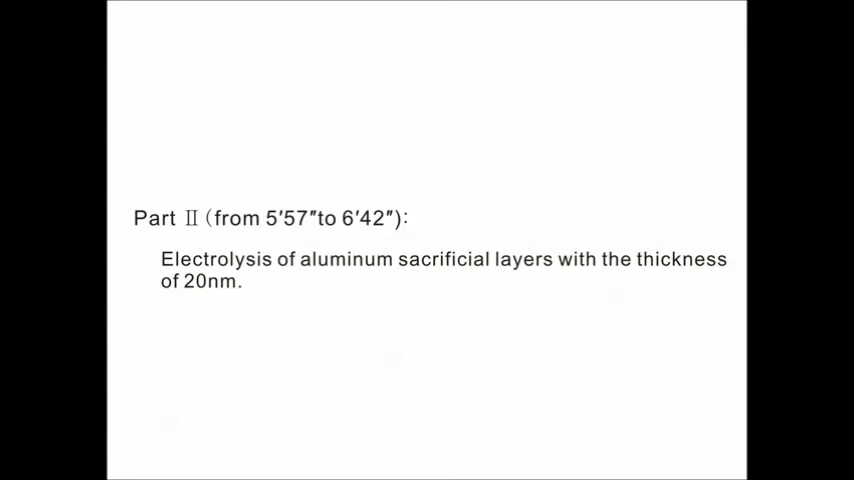 Part Ⅱ (from 5′57″to 6′42″):
Electrolysis of aluminum sacrificial layers with the thickness
of 20nm.